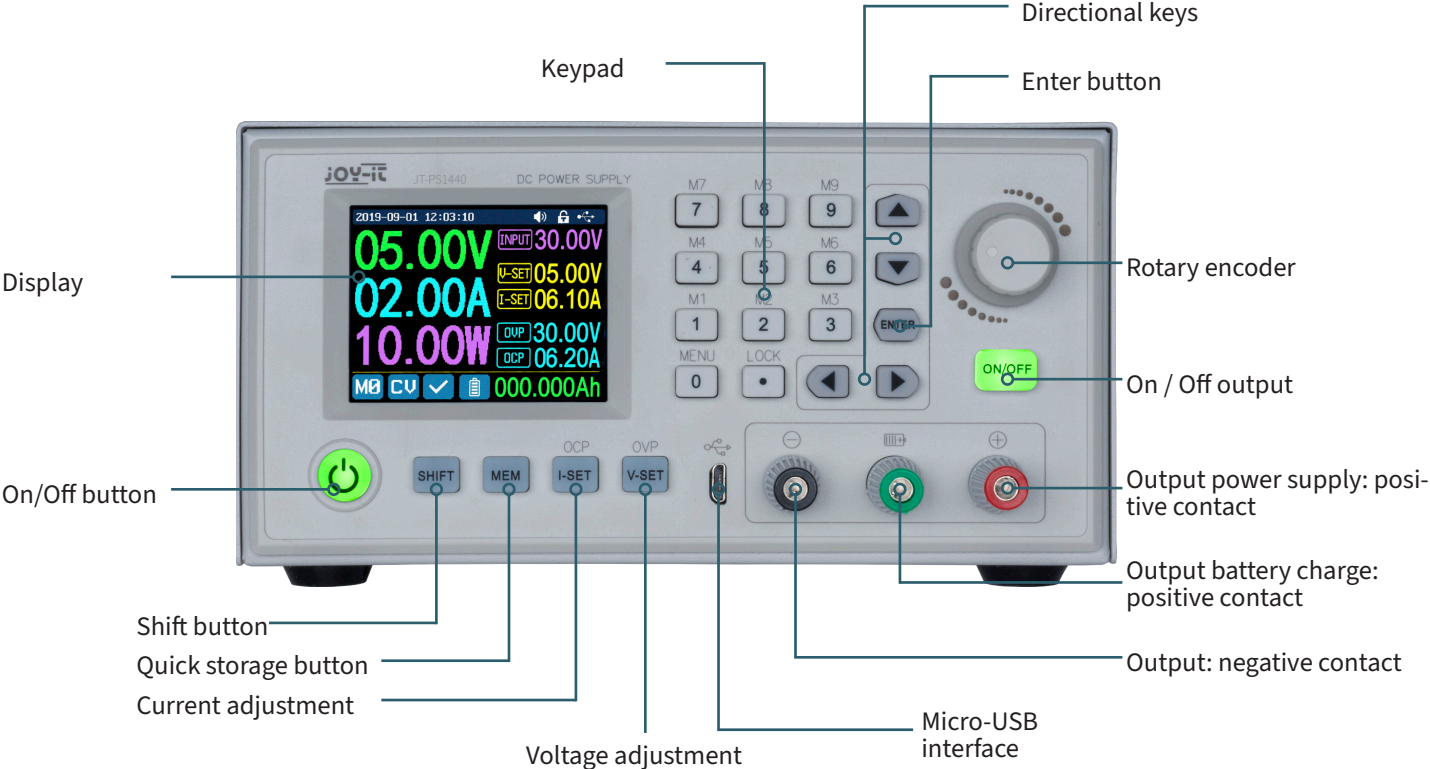 Directional keys
Keypad
Enter button
JOY-iT
JT-PS1440
DC POWER SUPPLY
M7
M8
M9
7
8
9
2019-09-01 12:03:10
05.00V
INPUT 30.00V
M4
M5
M6
4
5
6
V-SET 05.00V
Display
Rotary encoder
02.00A
I-SET 06.10A
M1
M2
M3
1
2
3
ENTER
OVP 30.00V
10.00W
OCP 06.20A
MENU
LOCK
0
•
ON/OFF
On / Off output
M0 CV 000.000Ah
OCP
OVP
SHIFT
MEM
I-SET
V-SET
On/Off button
Output power supply: posi-
tive contact
Output battery charge:
positive contact
Shift button
Quick storage button
Output: negative contact
Current adjustment
Micro-USB
interface
Voltage adjustment